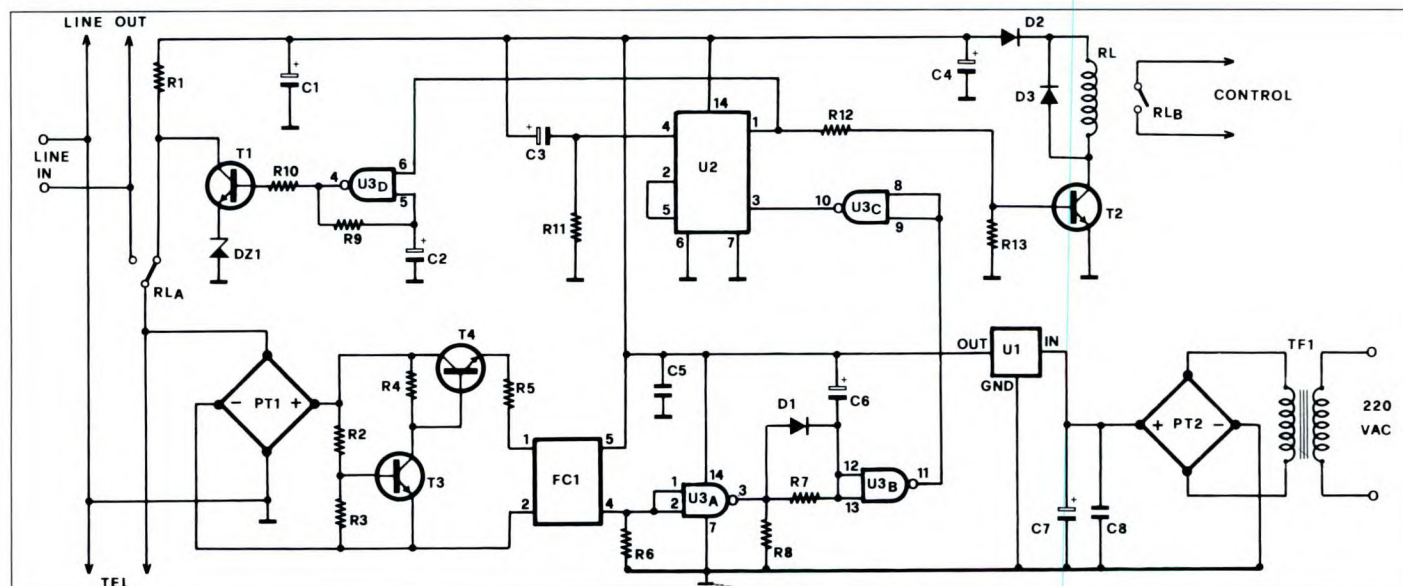 LINE OUT
R1
C1
+
LINE
IN
T1
R10
4
U3D
6
5
R9
C2
+
DZ1
RLA
C3
+
R11
14
4
1
U2
2
5
3
6
7
R12
10
U3C
8
9
R13
C4
+
D2
D3
RL
RLB
CONTROL
T2
T4
R4
R5
- PT1 +
R2
T3
R3
1
5
FC1
2
4
C5
D1
C6
+
14
1
2
U3A
3
7
R7
R8
R6
12
13
U3B
11
OUT
U1
IN
GND
C7
+
C8
+ PT2 -
TF1
220
VAC
TEL